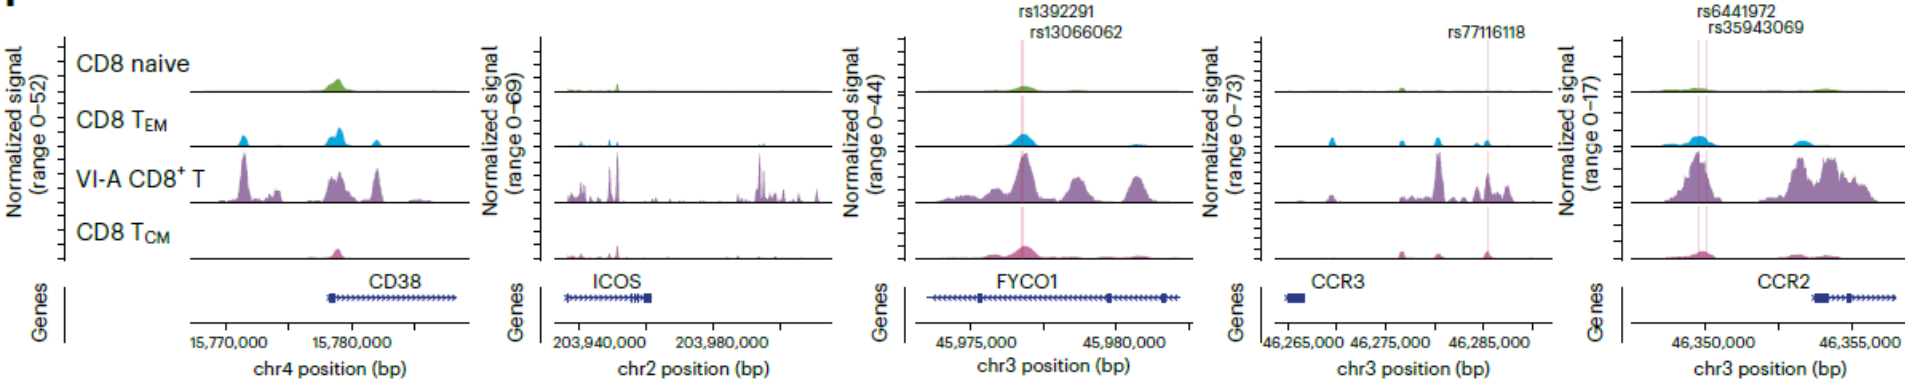 rs1392291
rs13066062
rs77116118
rs6441972
rs35943069
Normalized signal
(range 0–52)
CD8 naive
CD8 TEM
VI-A CD8+ T
CD8 TCM
Normalized signal
(range 0–69)
Normalized signal
(range 0–44)
Normalized signal
(range 0–73)
Normalized signal
(range 0–17)
Genes
CD38
15,770,000 15,780,000
chr4 position (bp)
Genes
ICOS
203,940,000 203,980,000
chr2 position (bp)
Genes
FYCO1
45,975,000 45,980,000
chr3 position (bp)
Genes
CCR3
46,265,000 46,275,000 46,285,000
chr3 position (bp)
Genes
CCR2
46,350,000 46,355,000
chr3 position (bp)